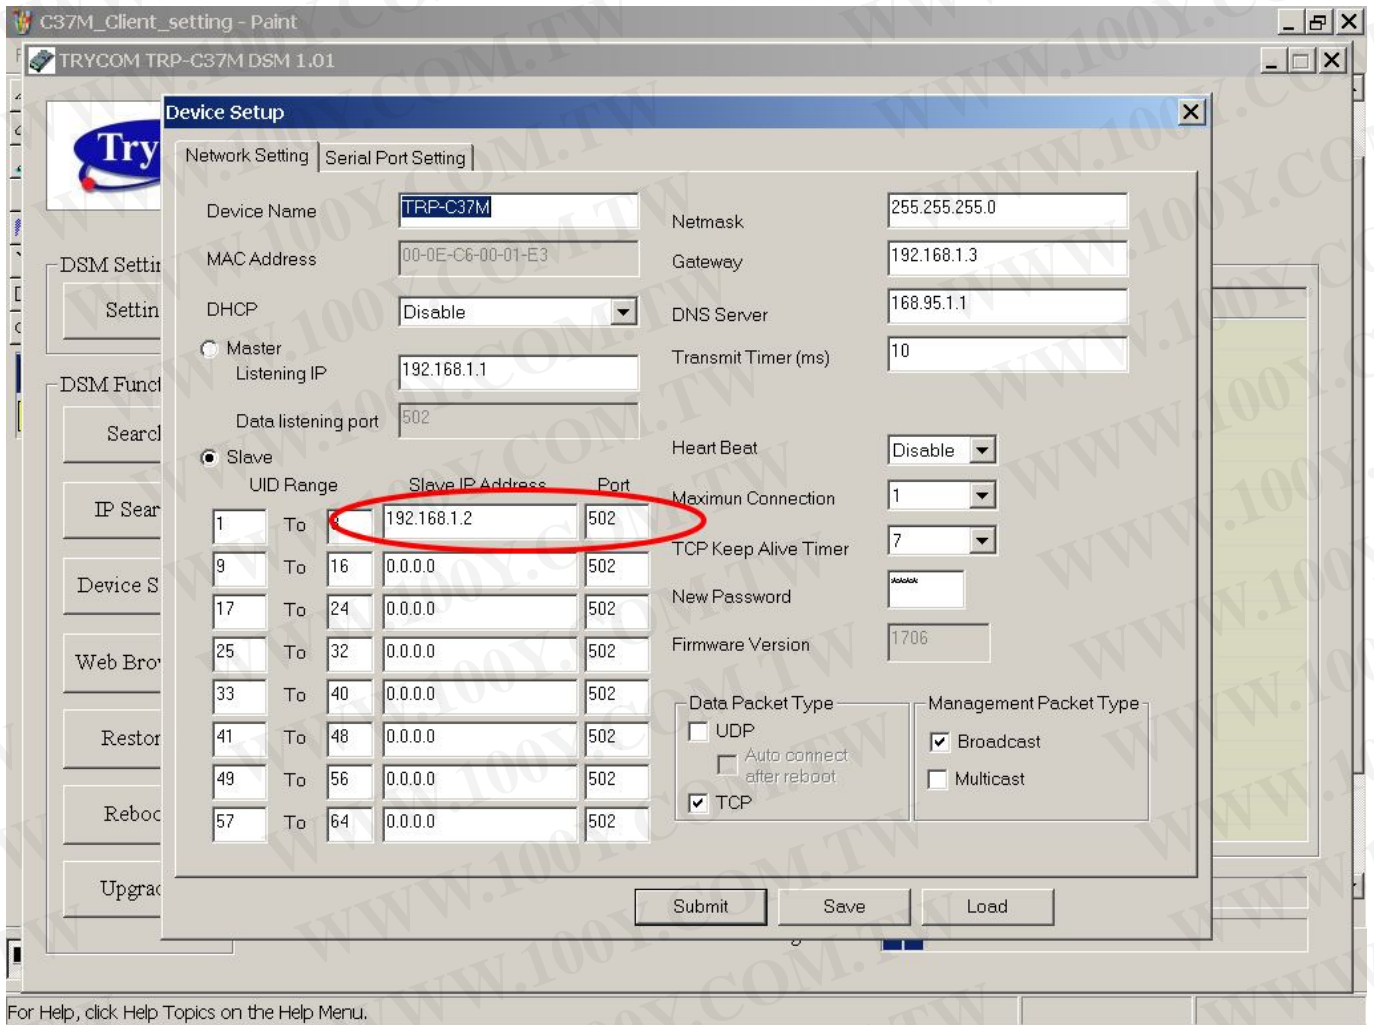 C37M_Client_setting - Paint
TRYCOM TRP-C37M DSM 1.01
Try
Device Setup
Network Setting
Serial Port Setting
Device Name
TRP-C37M
MAC Address
00-0E-C6-00-01-E3
DHCP
Disable
Master
Listening IP
192.168.1.1
Data listening port
502
Slave
UID Range Slave IP Address Port
1 To 8 192.168.1.2 502
9 To 16 0.0.0.0 502
17 To 24 0.0.0.0 502
25 To 32 0.0.0.0 502
33 To 40 0.0.0.0 502
41 To 48 0.0.0.0 502
49 To 56 0.0.0.0 502
57 To 64 0.0.0.0 502
Netmask
255.255.255.0
Gateway
192.168.1.3
DNS Server
168.95.1.1
Transmit Timer (ms)
10
Heart Beat
Disable
Maximun Connection
1
TCP Keep Alive Timer
7
New Password
*****
Firmware Version
1706
Data Packet Type
UDP
Auto connect
after reboot
TCP
Management Packet Type
Broadcast
Multicast
Submit
Save
Load
DSM Settin
Settin
DSM Funct
Searcl
IP Sear
Device S
Web Brov
Restor
Reboc
Upgrad
For Help, click Help Topics on the Help Menu.
WWW.100Y.COM.TW